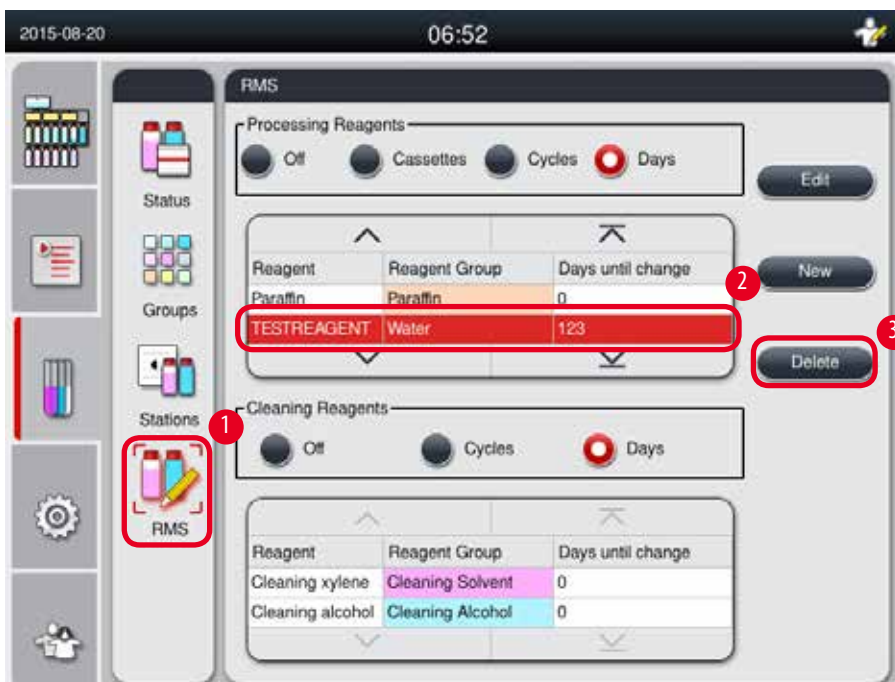 2015-08-20 06:52
RMS
Processing Reagents
Off Cassettes Cycles Days
Edit
Status
Reagent Reagent Group Days until change
2 New
Paraffin Paraffin 0
Groups
TESTREAGENT Water 123
3
Delete
Stations
1
Cleaning Reagents
Off Cycles Days
RMS
Reagent Reagent Group Days until change
Cleaning xylene Cleaning Solvent 0
Cleaning alcohol Cleaning Alcohol 0